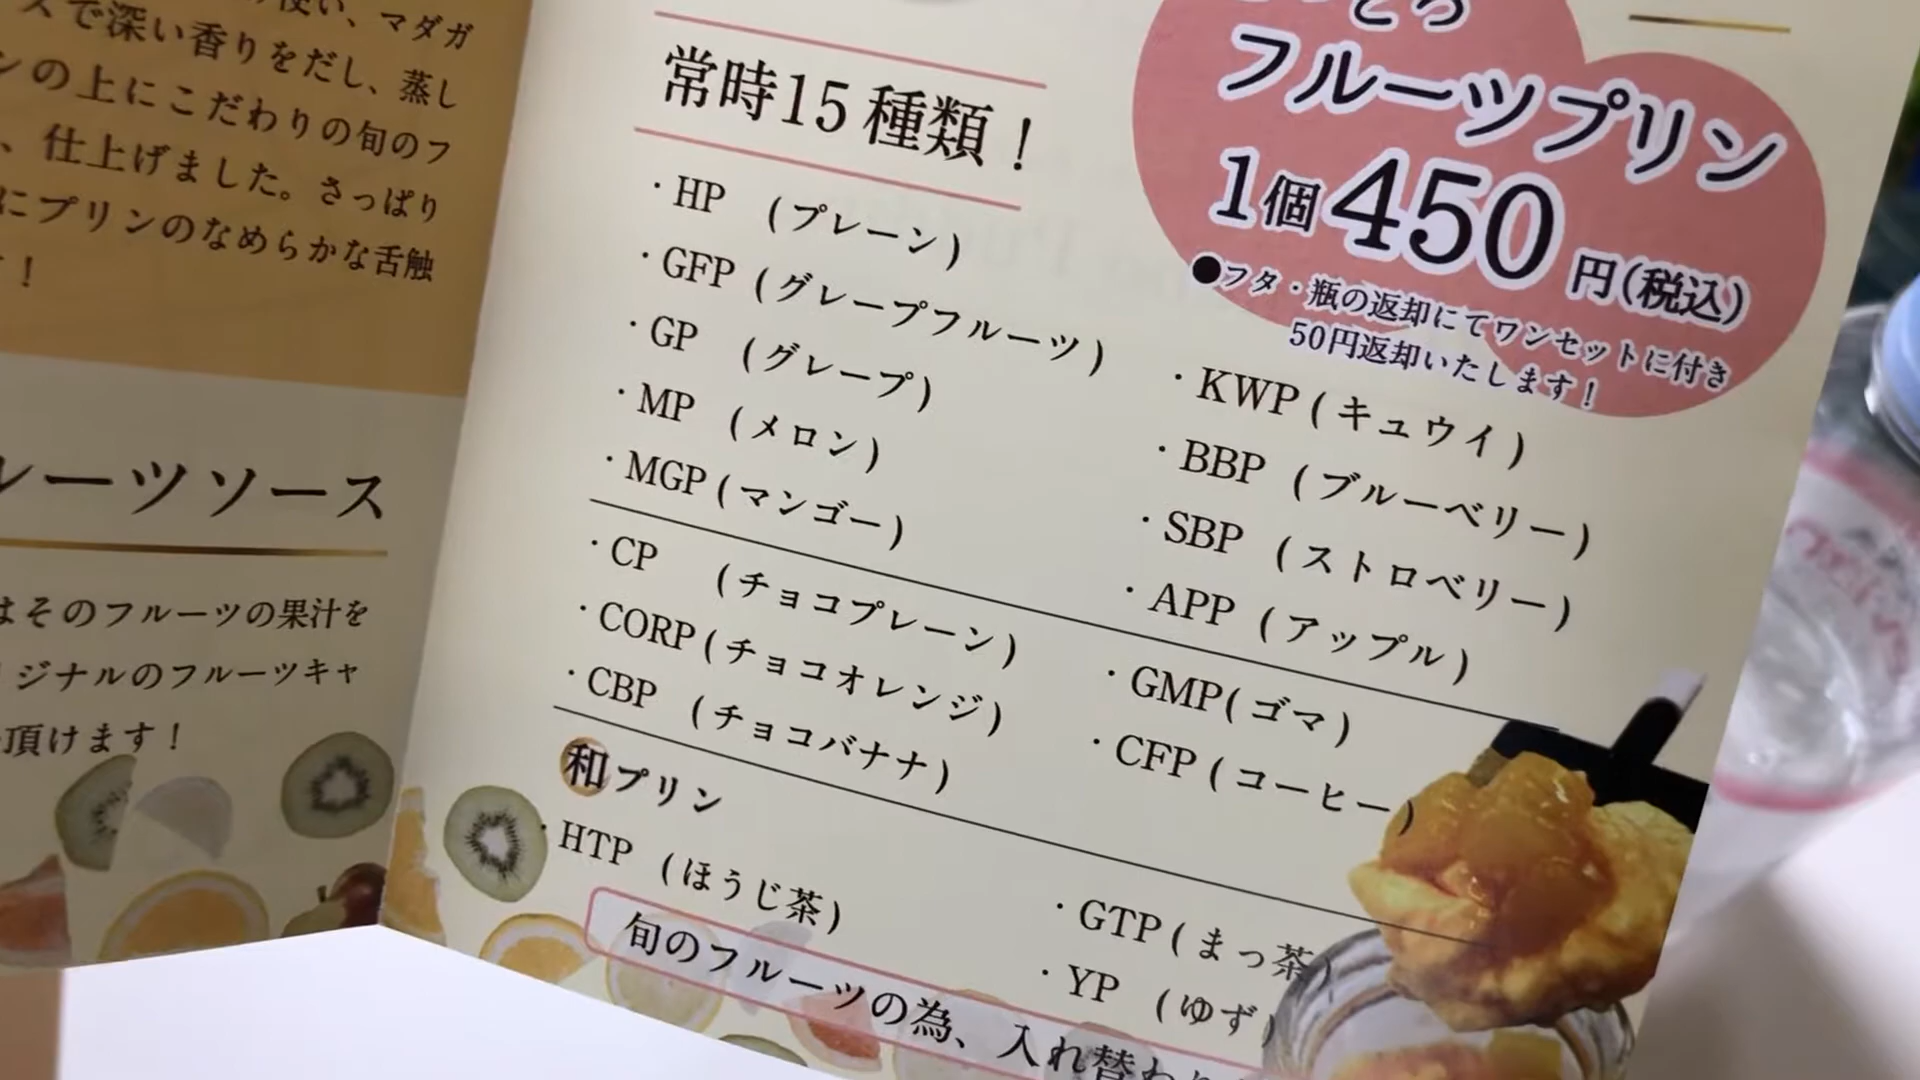 使い、マダガ
スで深い香りをだし、蒸し
ンの上にこだわりの旬のフ
、仕上げました。さっぱり
にプリンのなめらかな舌触
！
ルーツソース
はそのフルーツの果汁を
ジナルのフルーツキャ
頂けます！
常時15種類！
・HP （プレーン）
・GFP（グレープフルーツ）
・GP （グレープ）
・MP （メロン）
・MGP（マンゴー）
・CP （チョコプレーン）
・CORP（チョコオレンジ）
・CBP （チョコバナナ）
和プリン
・HTP （ほうじ茶）
旬のフルーツの為、入れ替わり
フルーツプリン
1個450円（税込）
●フタ・瓶の返却にてワンセットに付き
50円返却いたします！
・KWP（キュウイ）
・BBP （ブルーベリー）
・SBP （ストロベリー）
・APP （アップル）
・GMP（ゴマ）
・CFP（コーヒー）
・GTP（まっ茶）
・YP （ゆず）